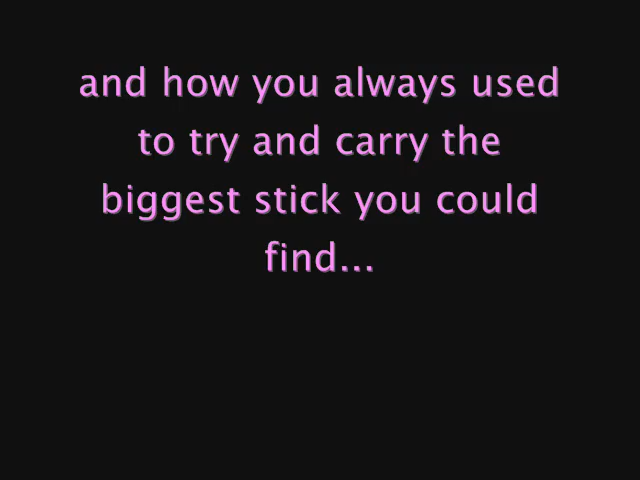 and how you always used
to try and carry the
biggest stick you could
find...